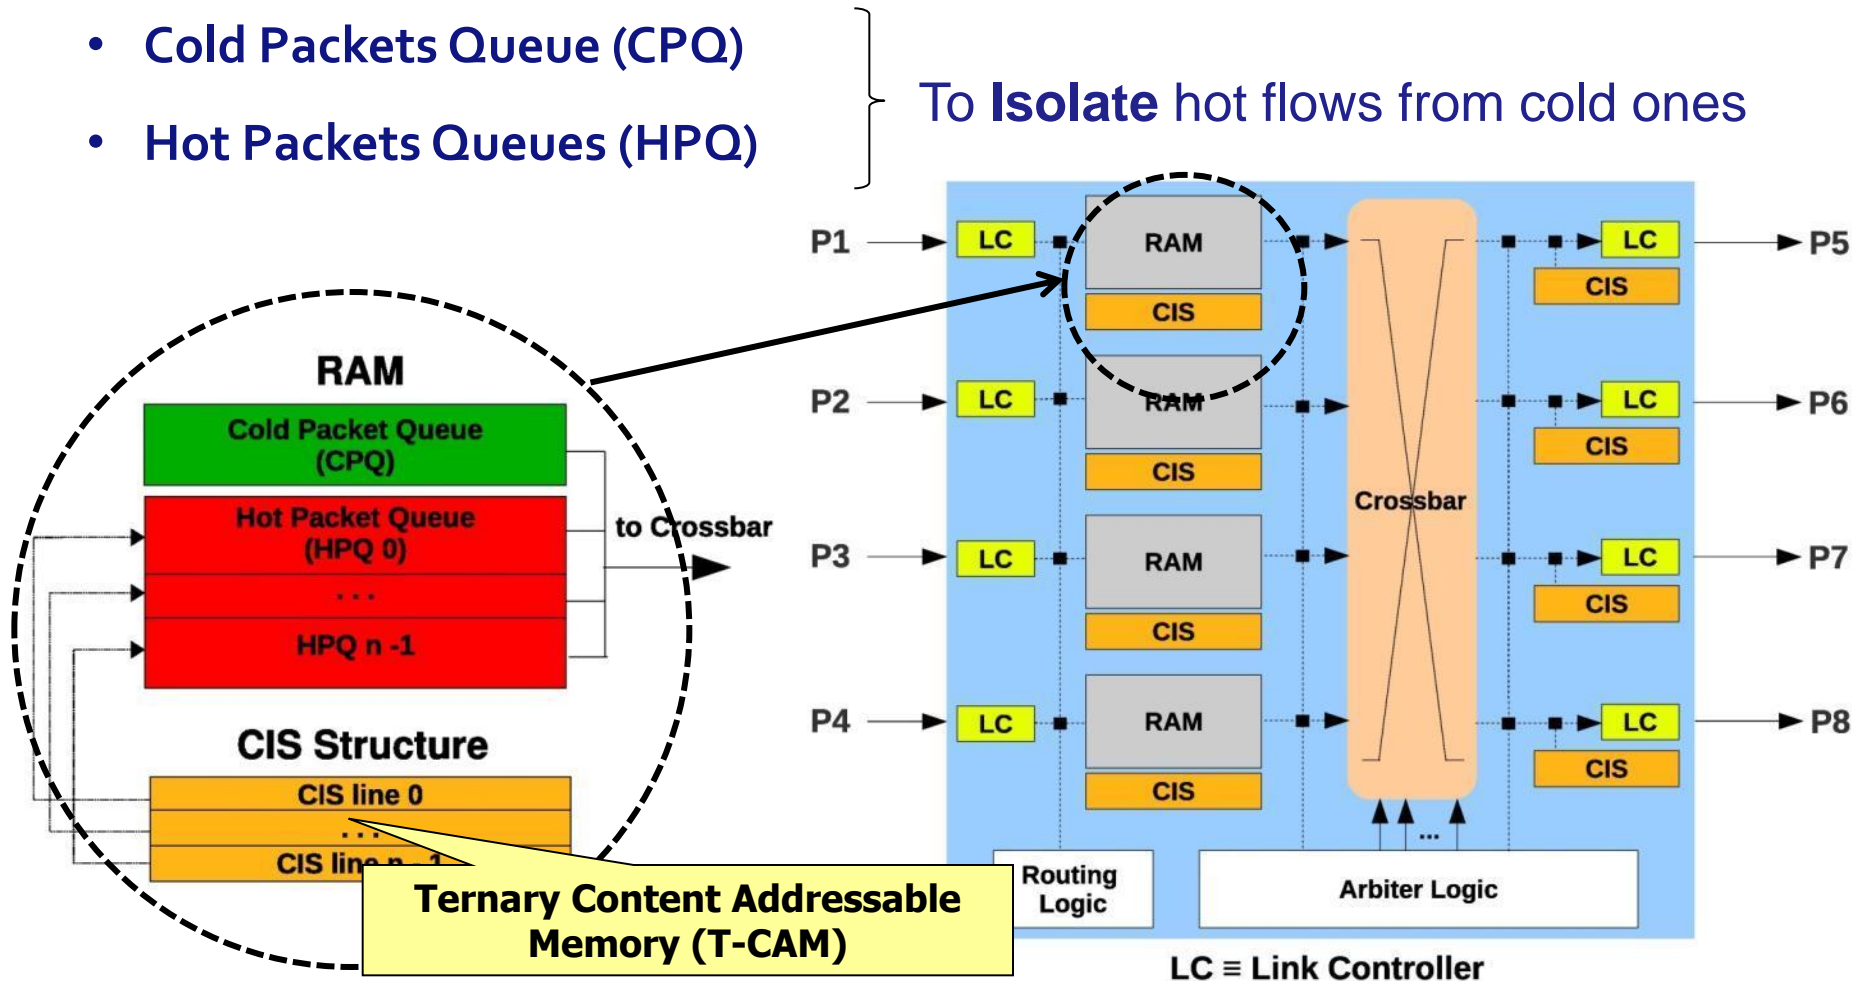 • Cold Packets Queue (CPQ)
• Hot Packets Queues (HPQ)
To Isolate hot flows from cold ones
RAM
Cold Packet Queue
(CPQ)
Hot Packet Queue
(HPQ 0)
...
HPQ n -1
to Crossbar
CIS Structure
CIS line 0
...
CIS line n - 1
Ternary Content Addressable
Memory (T-CAM)
P1
LC
RAM
CIS
LC
CIS
P5
P2
LC
RAM
CIS
LC
CIS
P6
Crossbar
P3
LC
RAM
CIS
LC
CIS
P7
P4
LC
RAM
CIS
LC
CIS
P8
...
Routing
Logic
Arbiter Logic
LC ≡ Link Controller